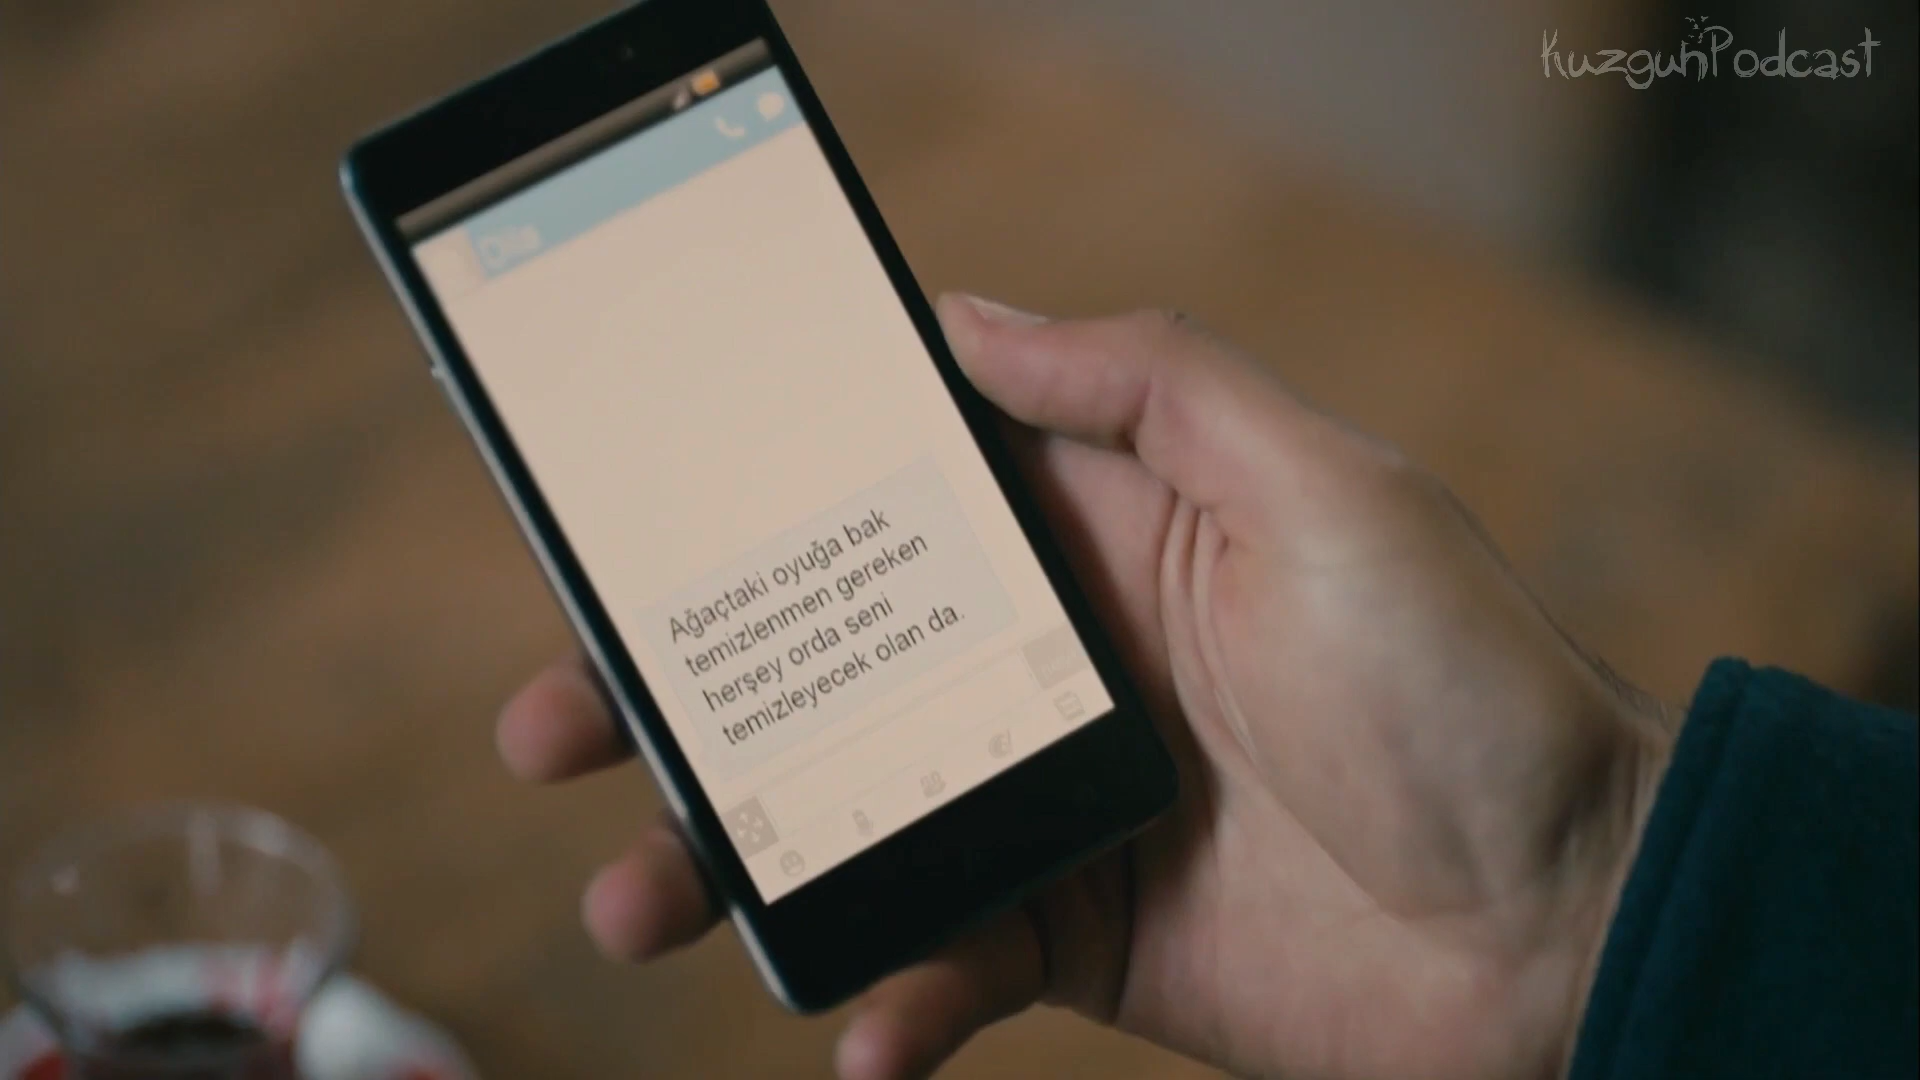 KuzgunPodcast
Ağaçtaki oyuğa bak
temizlenmen gereken
herşey orda seni
temizleyecek olan da.